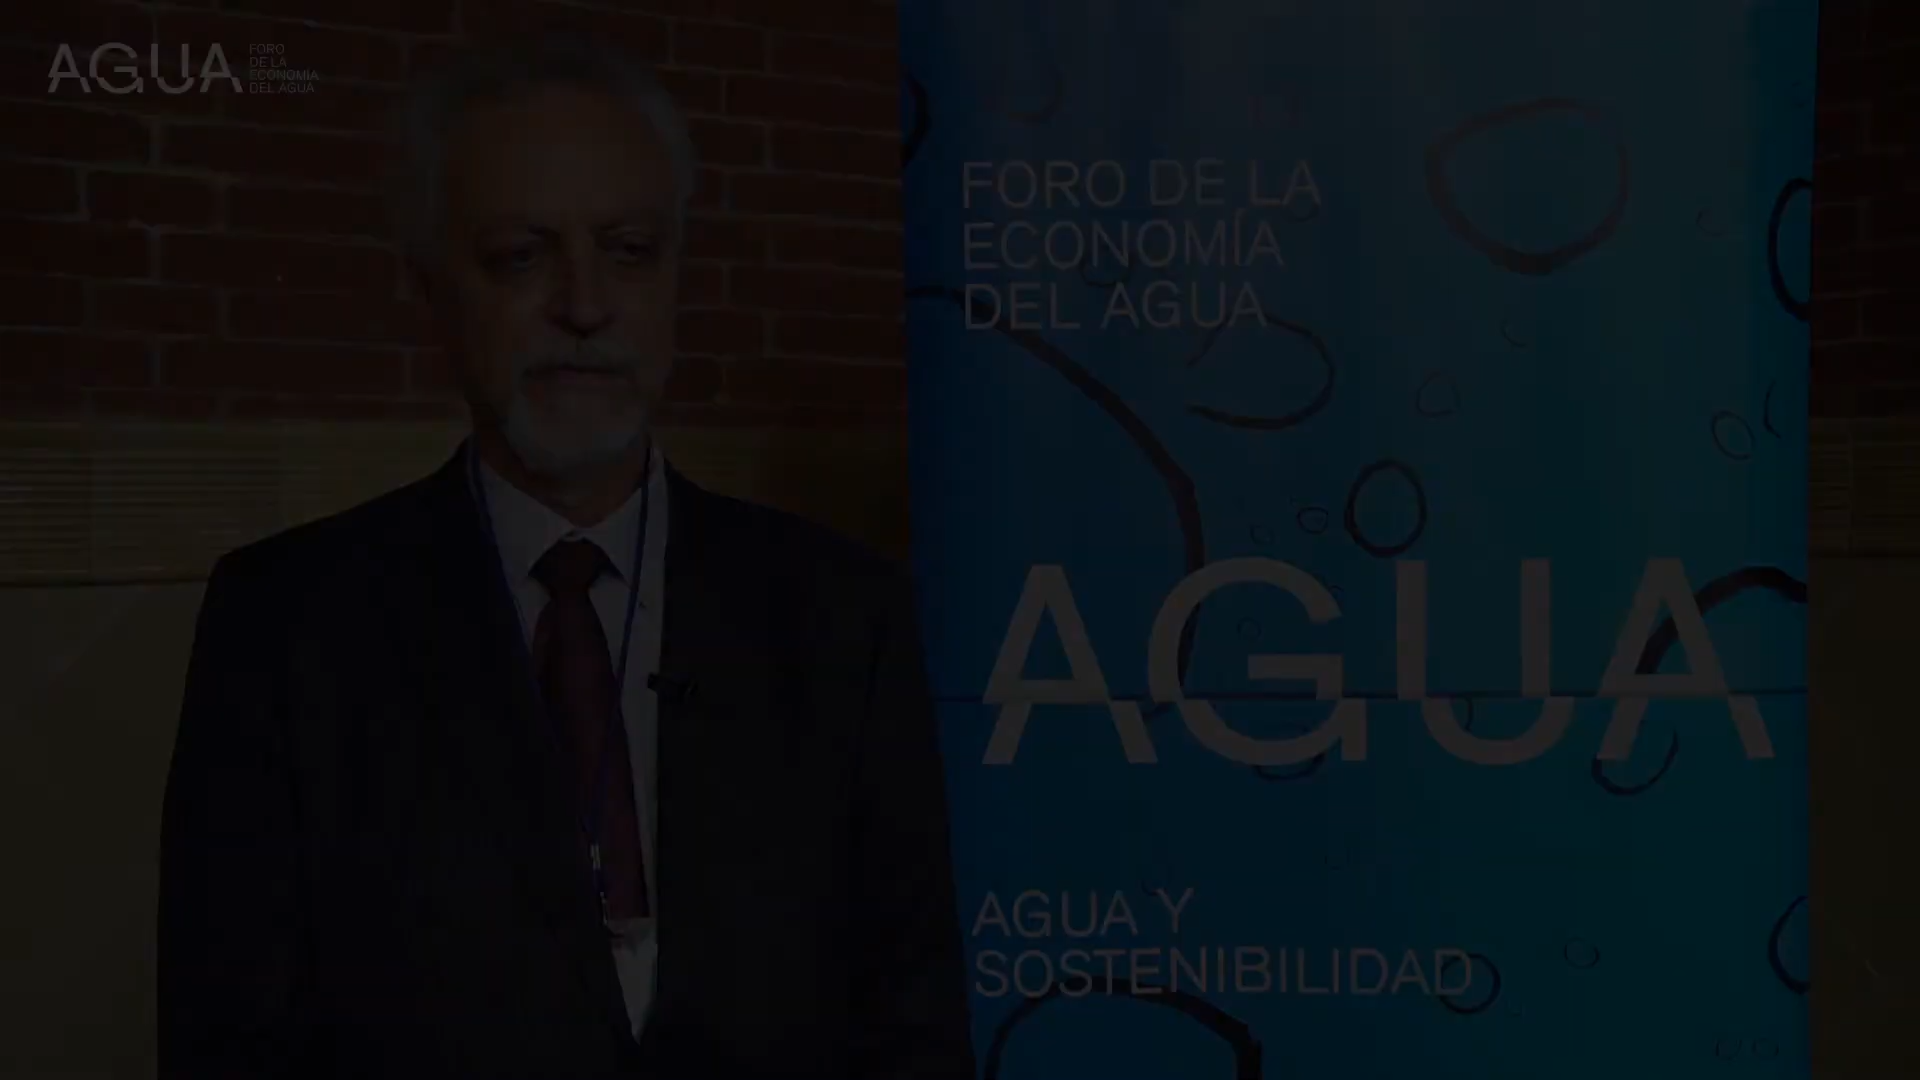 AGUA
FORO
DE LA
ECONOMÍA
DEL AGUA
FORO DE LA
ECONOMÍA
DEL AGUA
AGUA
AGUA Y
SOSTENIBILIDAD